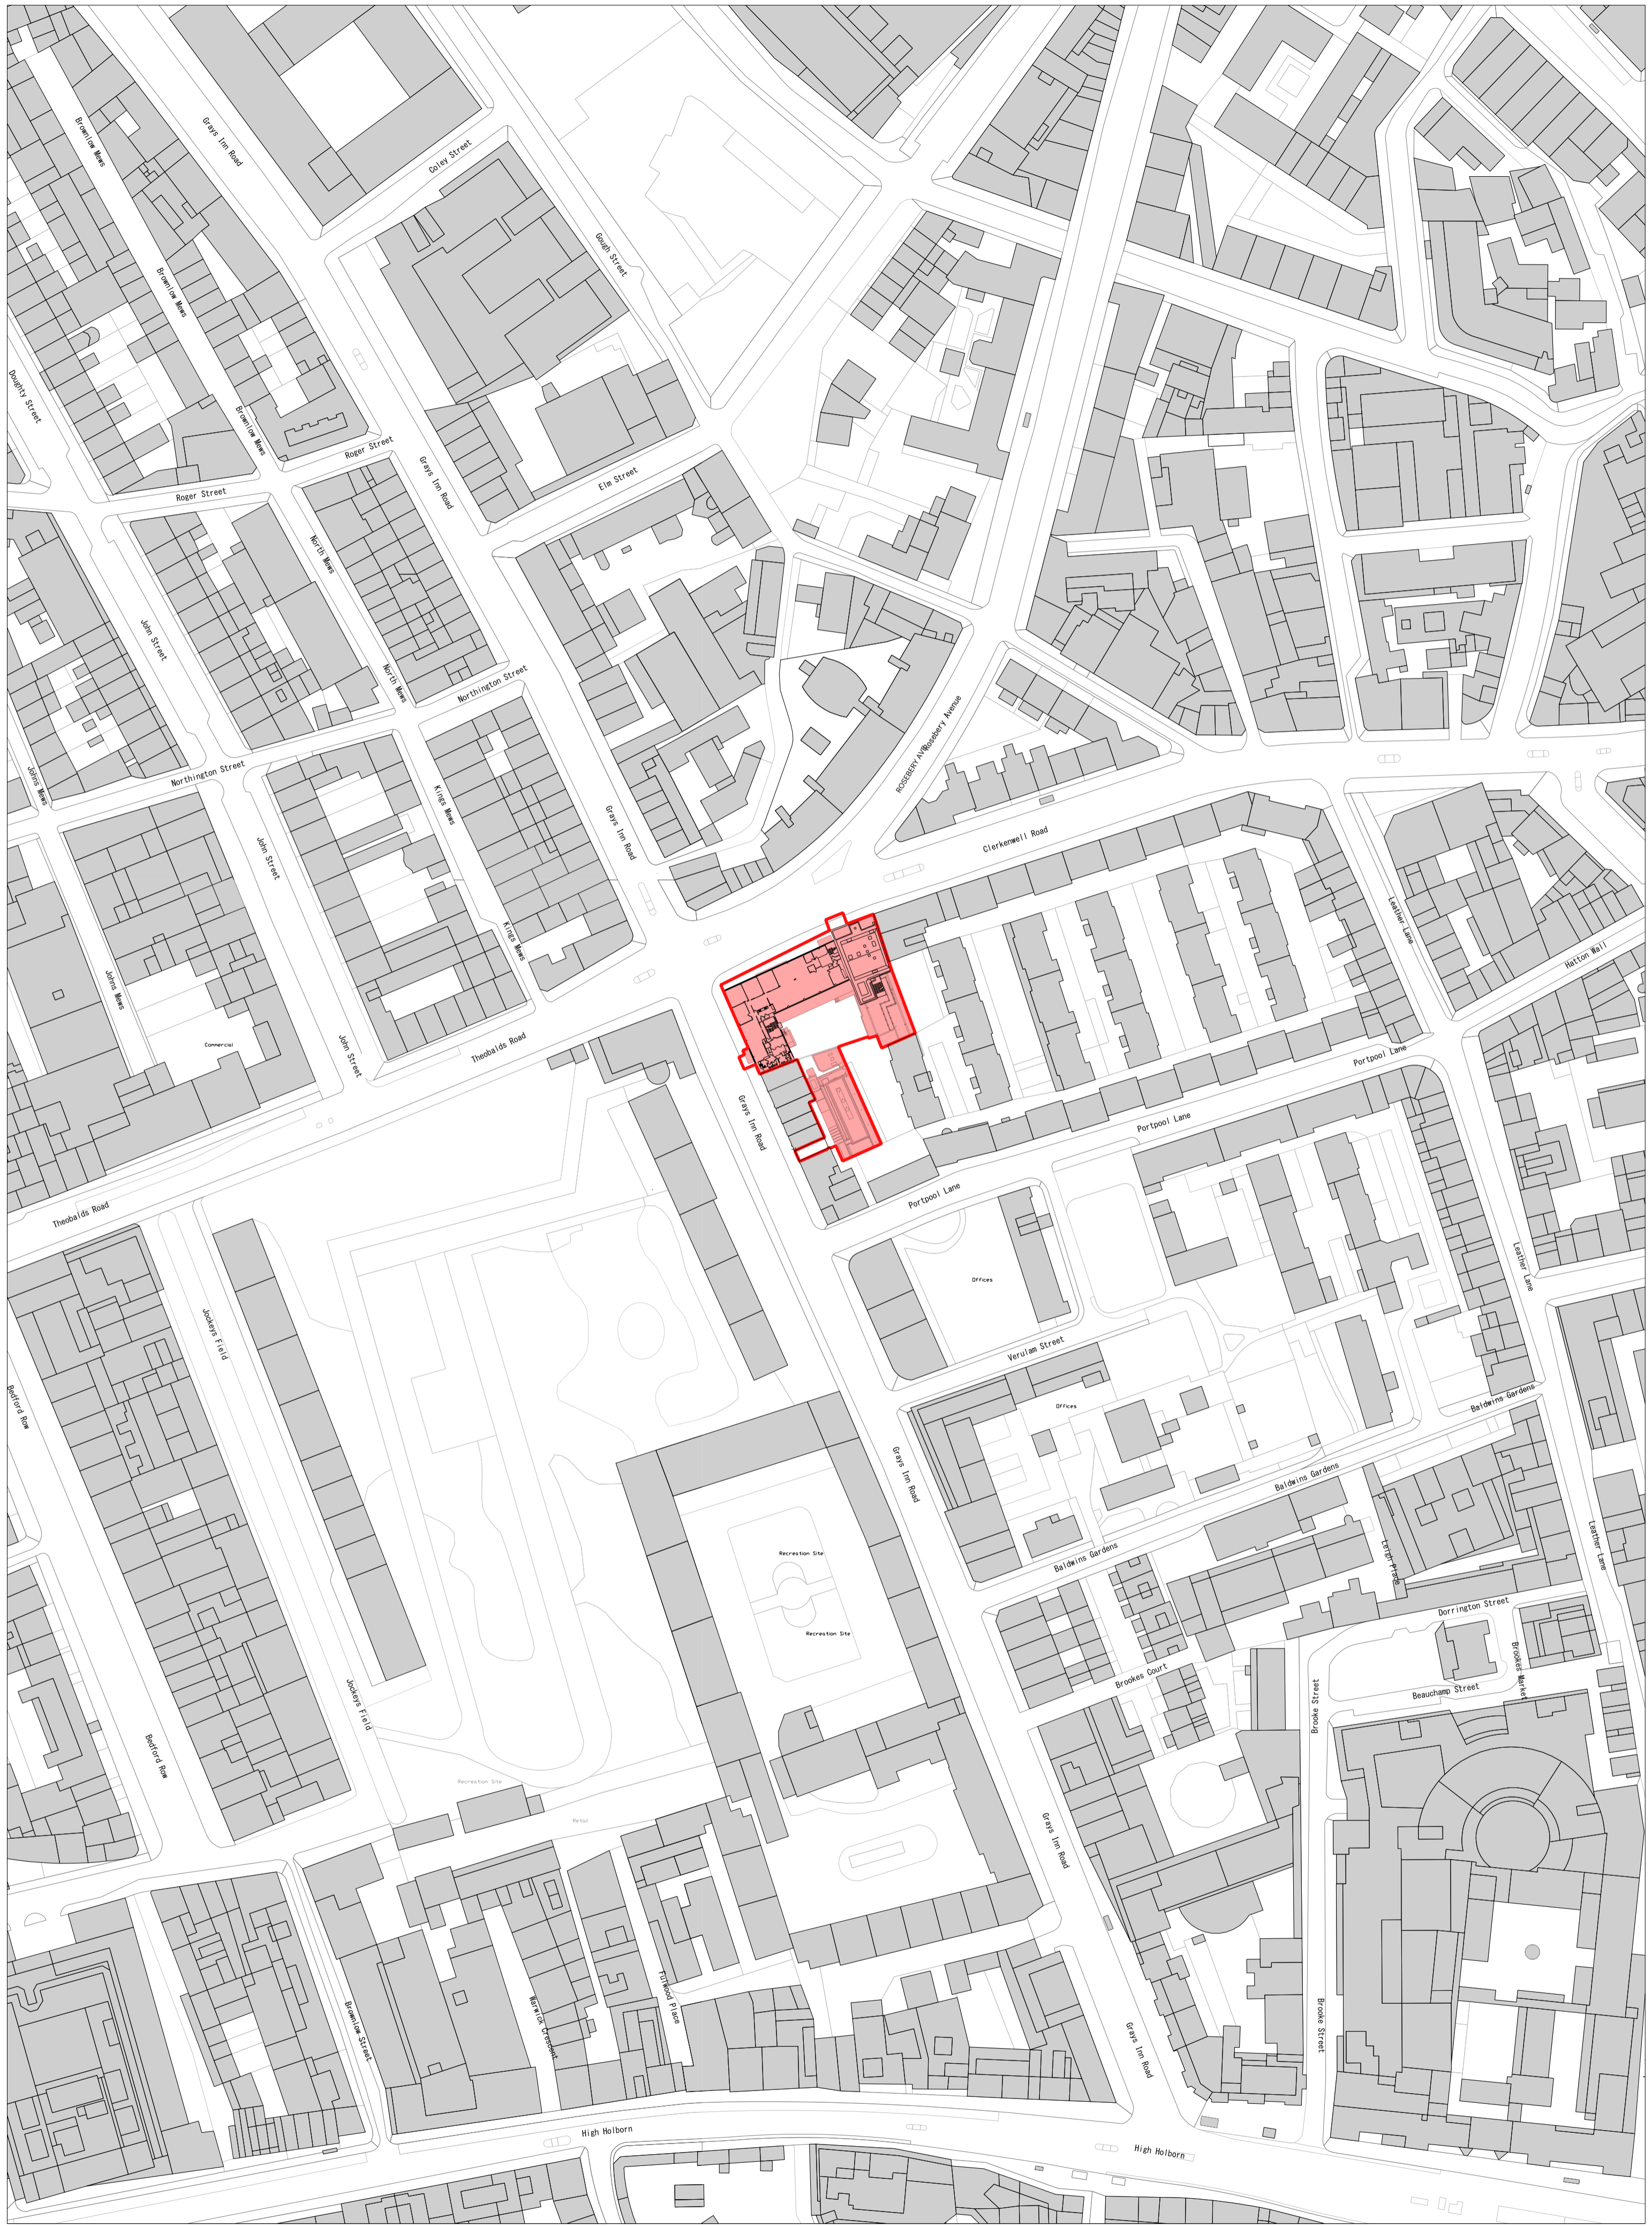 Brownlow Mews
Grays Inn Road
Coley Street
Gough Street
Brownlow Mews
Doughty Street
Brownlow Mews
Roger Street
Grays Inn Road
Elm Street
Roger Street
North Mews
John Street
North Mews
Northington Street
Rosebery Avenue
ROSEBERY AVE
Northington Street
Johns Mews
Kings Mews
Grays Inn Road
John Street
Clerkenwell Road
Leather Lane
Kings Mews
Hatton Wall
Johns Mews
Commercial
John Street
Theobalds Road
Portpool Lane
Grays Inn Road
Portpool Lane
Portpool Lane
Theobalds Road
Leather Lane
Offices
Jockeys Field
Verulam Street
Bedford Row
Offices
Baldwins Gardens
Grays Inn Road
Baldwins Gardens
Recreation Site
Baldwins Gardens
Leigh Place
Leather Lane
Dorrington Street
Recreation Site
Brookes Court
Brookes Market
Beauchamp Street
Brooke Street
Jockeys Field
Bedford Row
Recreation Site
Retail
Grays Inn Road
Fulwood Place
Warwick Crescent
Brownlow Street
Brooke Street
Grays Inn Road
High Holborn
High Holborn